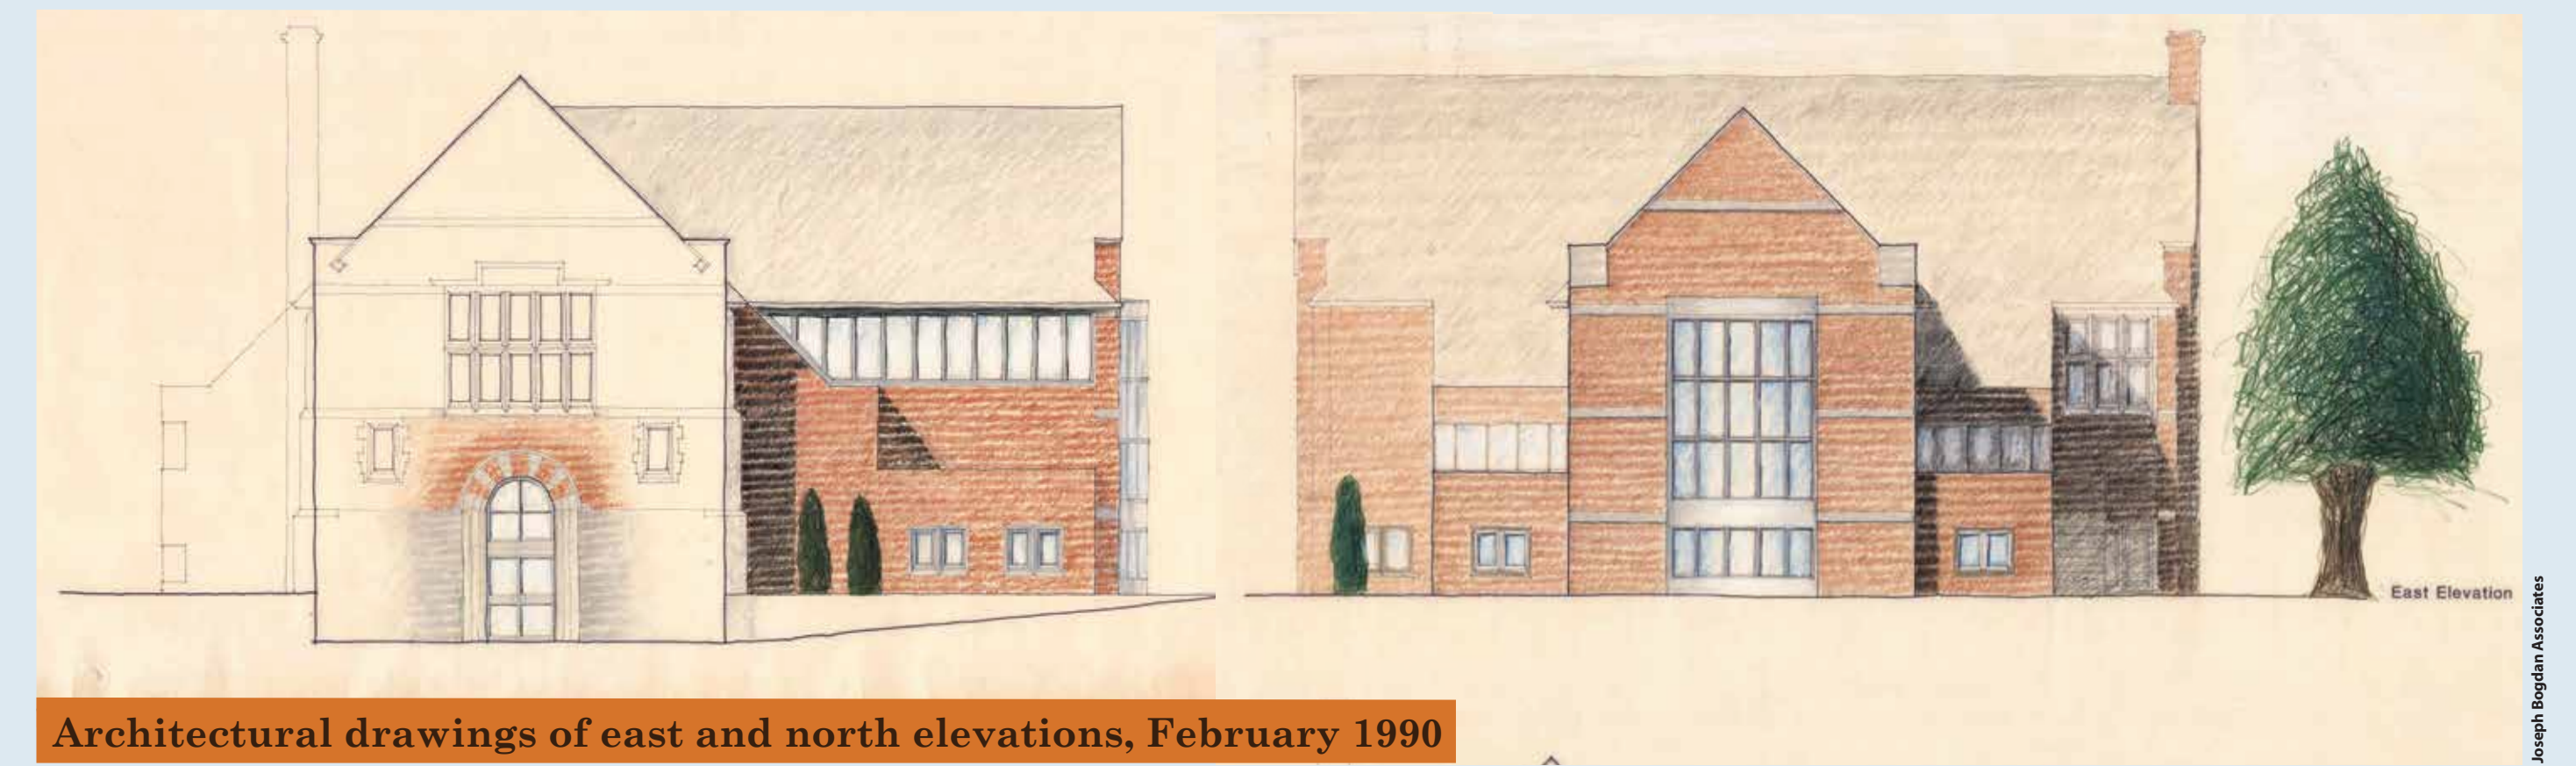 East Elevation
Architectural drawings of east and north elevations, February 1990
Joseph Bogdan Associates